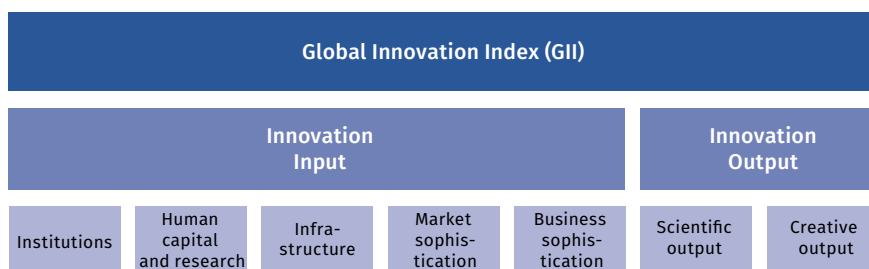 Global Innovation Index (GII)
Innovation
Input
Innovation
Output
Institutions
Human
capital
and research
Infra-
structure
Market
sophis-
tication
Business
sophis-
tication
Scientific
output
Creative
output